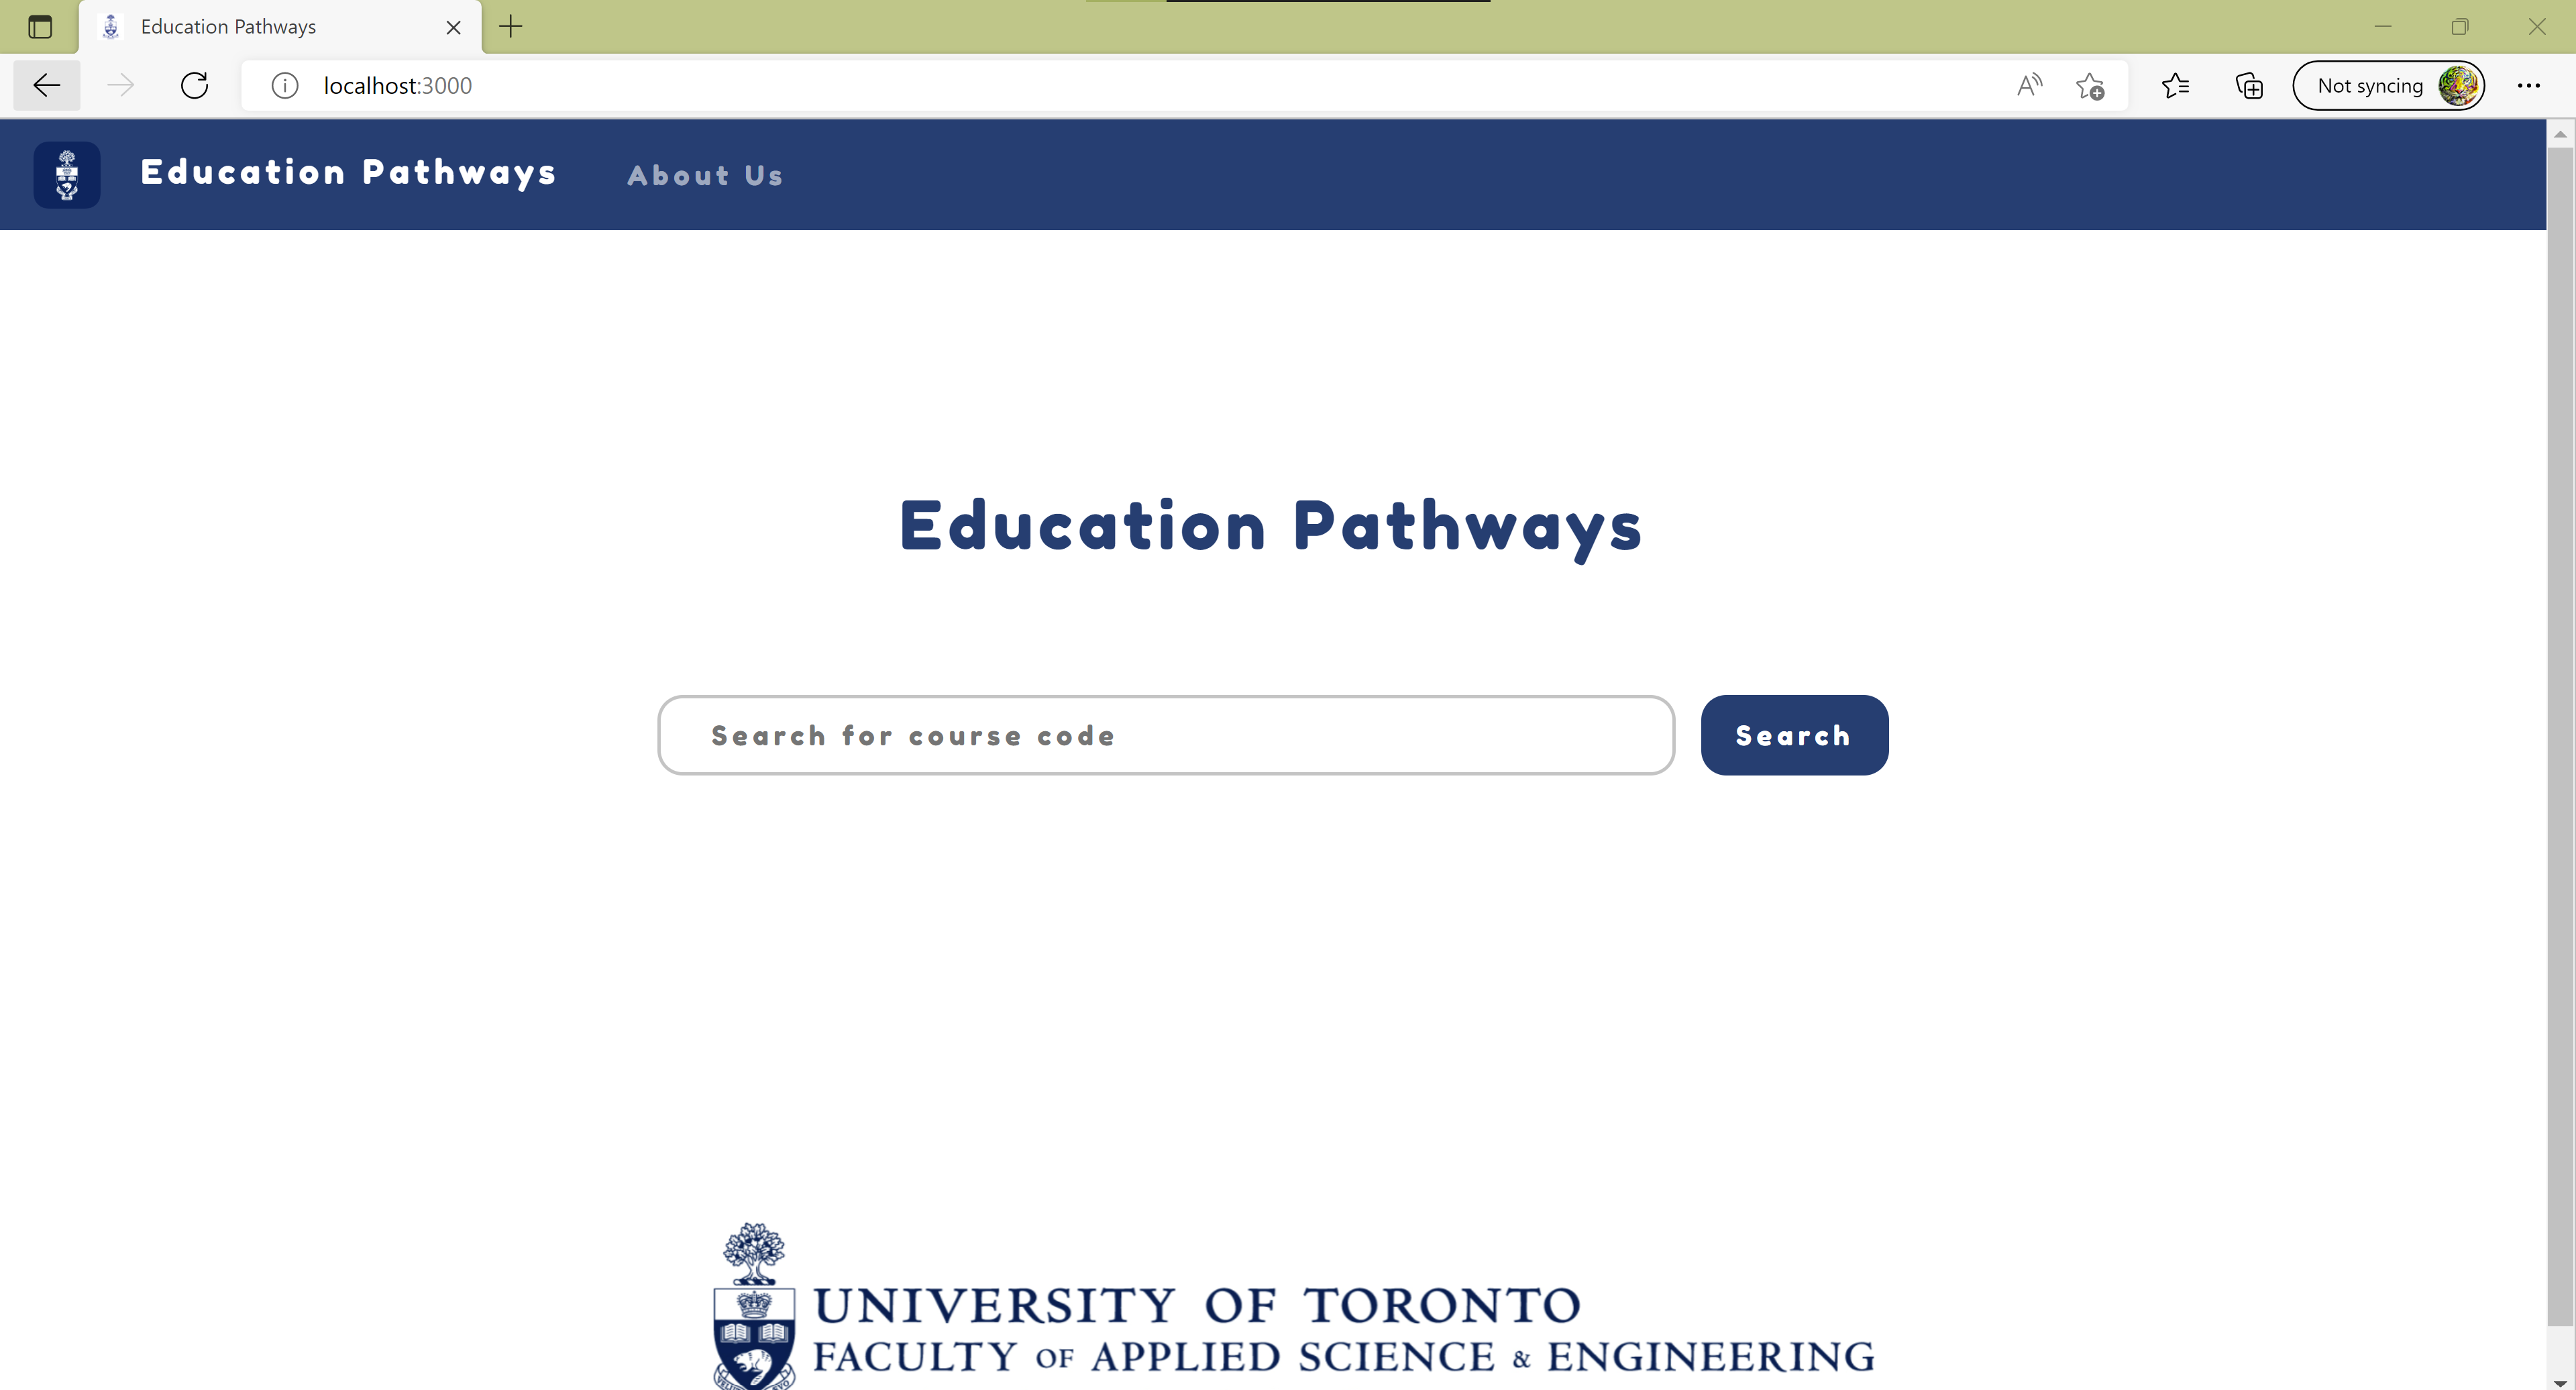 Education Pathways
localhost:3000
Not syncing
Education Pathways
About Us
Education Pathways
Search for course code
Search
UNIVERSITY OF TORONTO
FACULTY OF APPLIED SCIENCE & ENGINEERING